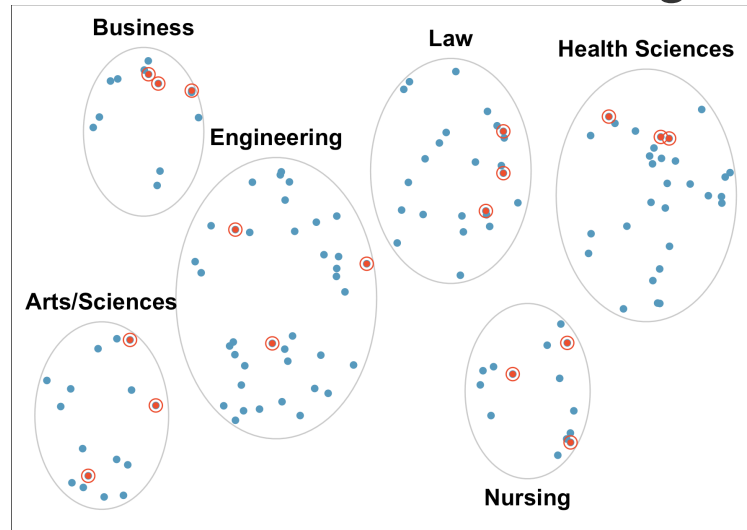 Business
Law
Health Sciences
Engineering
Arts/Sciences
Nursing